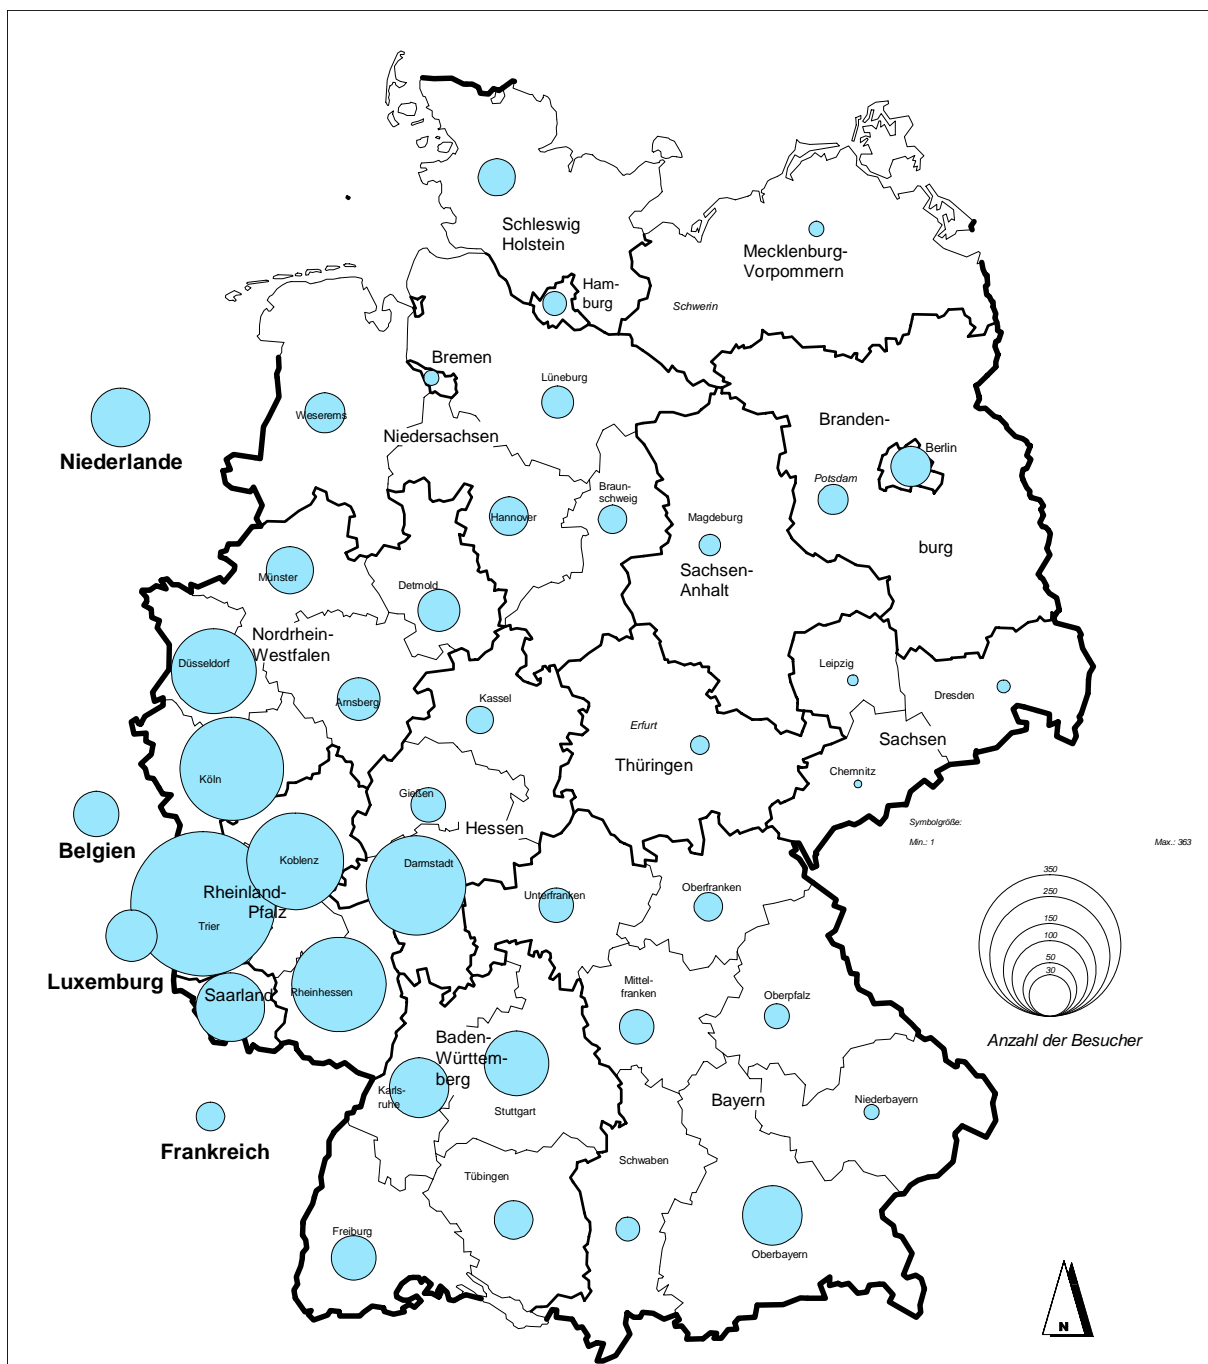 Schleswig
Holstein
Mecklenburg-
Vorpommern
Schwerin
Ham-
burg
Bremen
Lüneburg
Weserems
Niedersachsen
Niederlande
Branden-
Berlin
Potsdam
burg
Braun-
schweig
Hannover
Magdeburg
Sachsen-
Anhalt
Münster
Detmold
Nordrhein-
Westfalen
Düsseldorf
Arnsberg
Kassel
Leipzig
Dresden
Erfurt
Thüringen
Sachsen
Chemnitz
Köln
Gießen
Hessen
Belgien
Koblenz
Darmstadt
Rheinland-
Pfalz
Trier
Unterfranken
Oberfranken
Symbolgröße:
Min.: 1
Max.: 363
350
250
150
100
50
30
Anzahl der Besucher
Luxemburg
Saarland
Rheinhessen
Mittel-
franken
Oberpfalz
Baden-
Württem-
berg
Karls-
ruhe
Stuttgart
Bayern
Niederbayern
Frankreich
Schwaben
Tübingen
Freiburg
Oberbayern
N